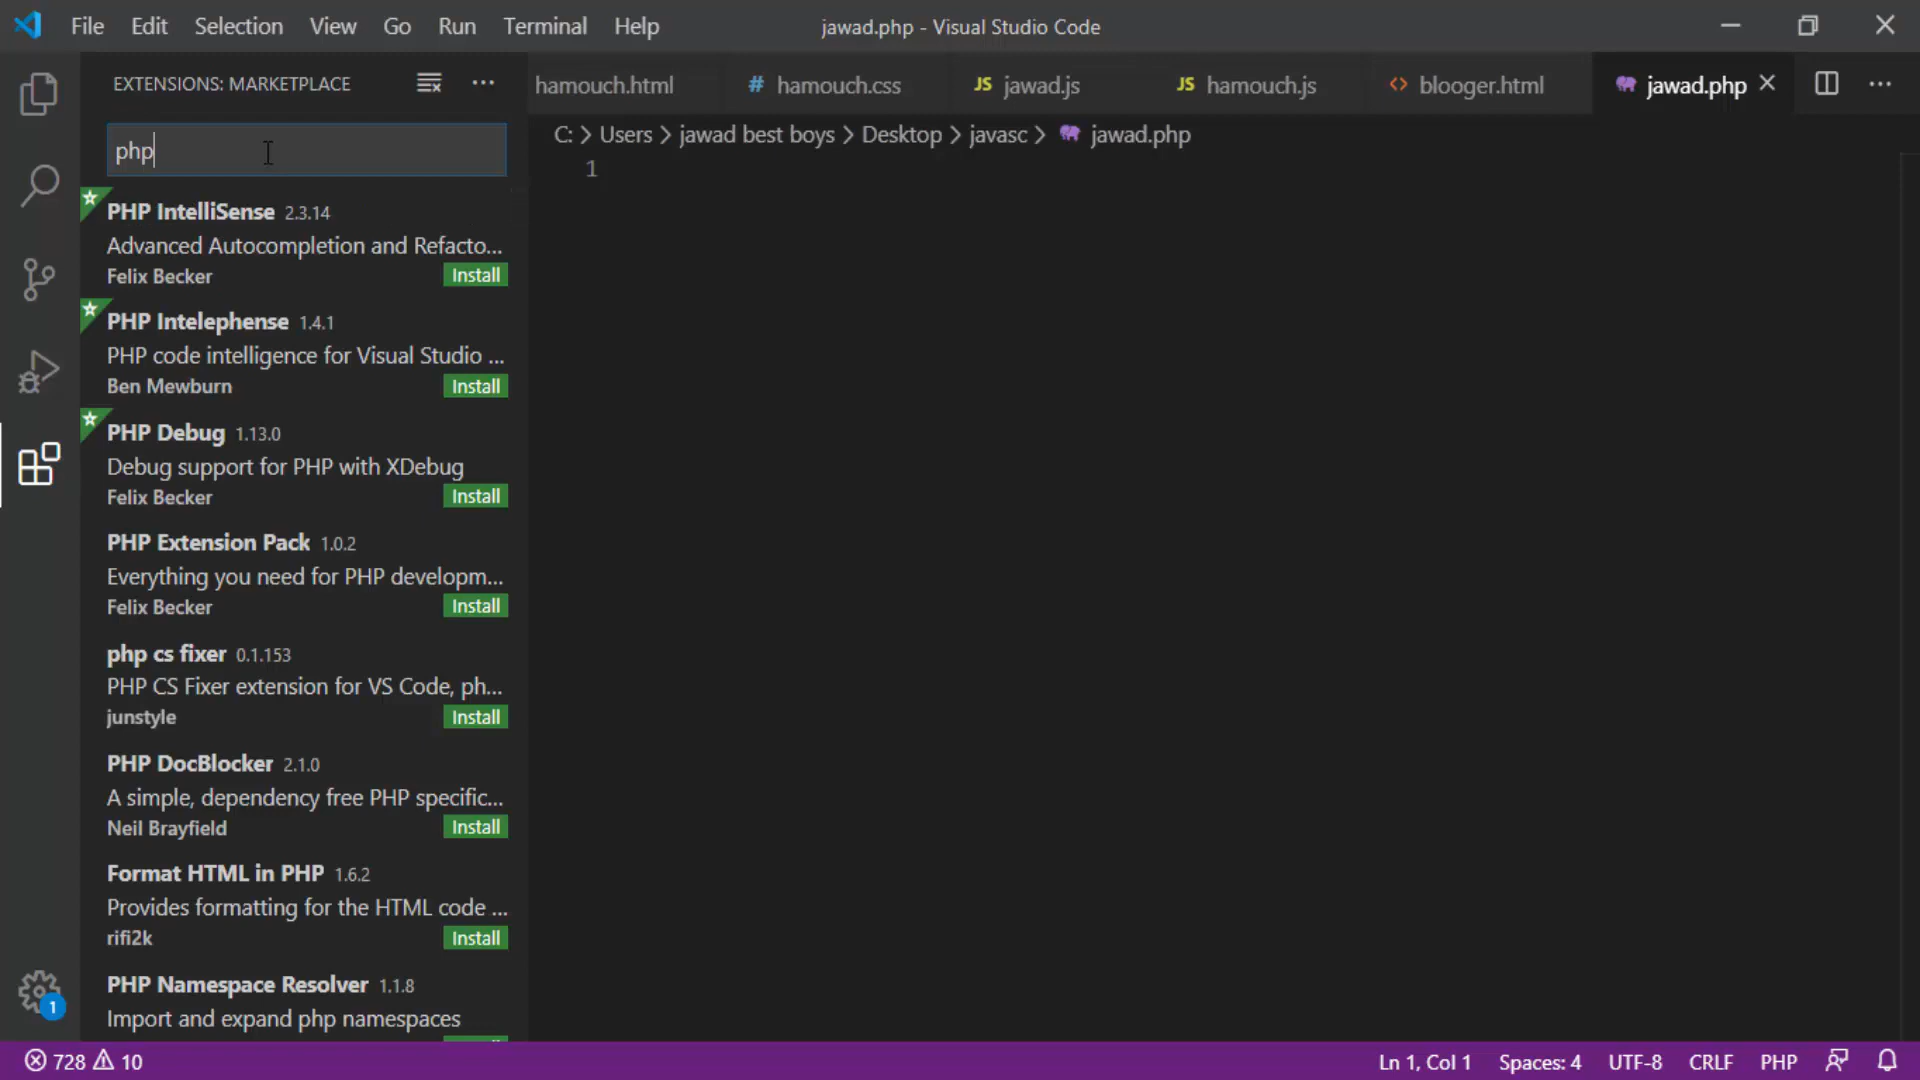 File Edit Selection View Go Run Terminal Help jawad.php - Visual Studio Code
EXTENSIONS: MARKETPLACE
hamouch.html # hamouch.css JS jawad.js JS hamouch.js <> blooger.html jawad.php
C: > Users > jawad best boys > Desktop > javasc > jawad.php
php
1
PHP IntelliSense 2.3.14
Advanced Autocompletion and Refacto...
Felix Becker Install
PHP Intelephense 1.4.1
PHP code intelligence for Visual Studio ...
Ben Mewburn Install
PHP Debug 1.13.0
Debug support for PHP with XDebug
Felix Becker Install
PHP Extension Pack 1.0.2
Everything you need for PHP developm...
Felix Becker Install
php cs fixer 0.1.153
PHP CS Fixer extension for VS Code, ph...
junstyle Install
PHP DocBlocker 2.1.0
A simple, dependency free PHP specific...
Neil Brayfield Install
Format HTML in PHP 1.6.2
Provides formatting for the HTML code ...
rifi2k Install
PHP Namespace Resolver 1.1.8
Import and expand php namespaces
1
728 10 Ln 1, Col 1 Spaces: 4 UTF-8 CRLF PHP